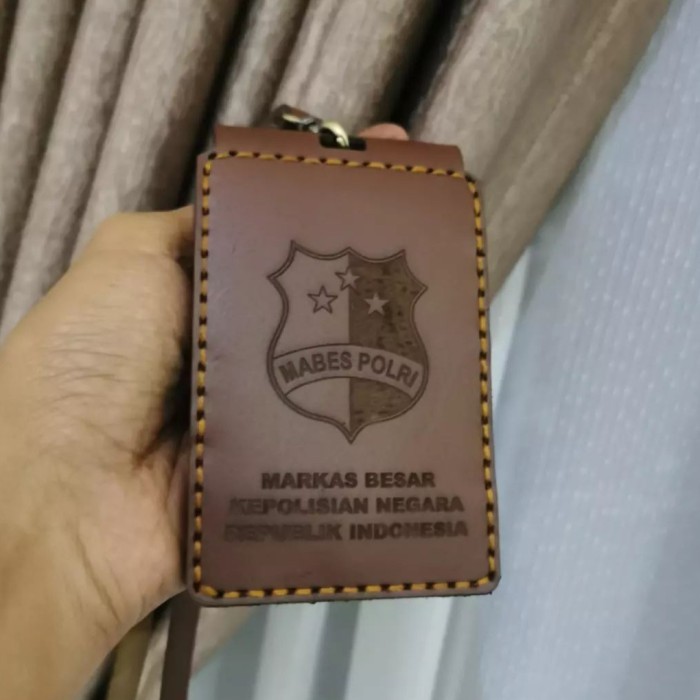 MABES POLRI
MARKAS BESAR
KEPOLISIAN NEGARA
REPUBLIK INDONESIA